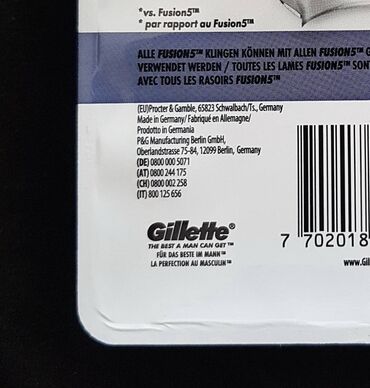 *vs. Fusion5™
* par rapport au Fusion5™
ALLE FUSION5™ KLINGEN KÖNNEN MIT ALLEN FUSION5™ G
VERWENDET WERDEN / TOUTES LES LAMES FUSION5™ SONT
AVEC TOUS LES RASOIRS FUSION5™
(EU)Procter & Gamble, 65823 Schwalbach/Ts., Germany
Made in Germany/ Fabriqué en Allemagne/
Prodotto in Germania
P&G Manufacturing Berlin GmbH,
Oberlandstrasse 75-84, 12099 Berlin, Germany
(DE) 0800 000 5071
(AT) 0800 244 175
(CH) 0800 002 258
(IT) 800 125 656
Gillette®
THE BEST A MAN CAN GET™
FÜR DAS BESTE IM MANN™
LA PERFECTION AU MASCULIN™
7 702018
www.Gil